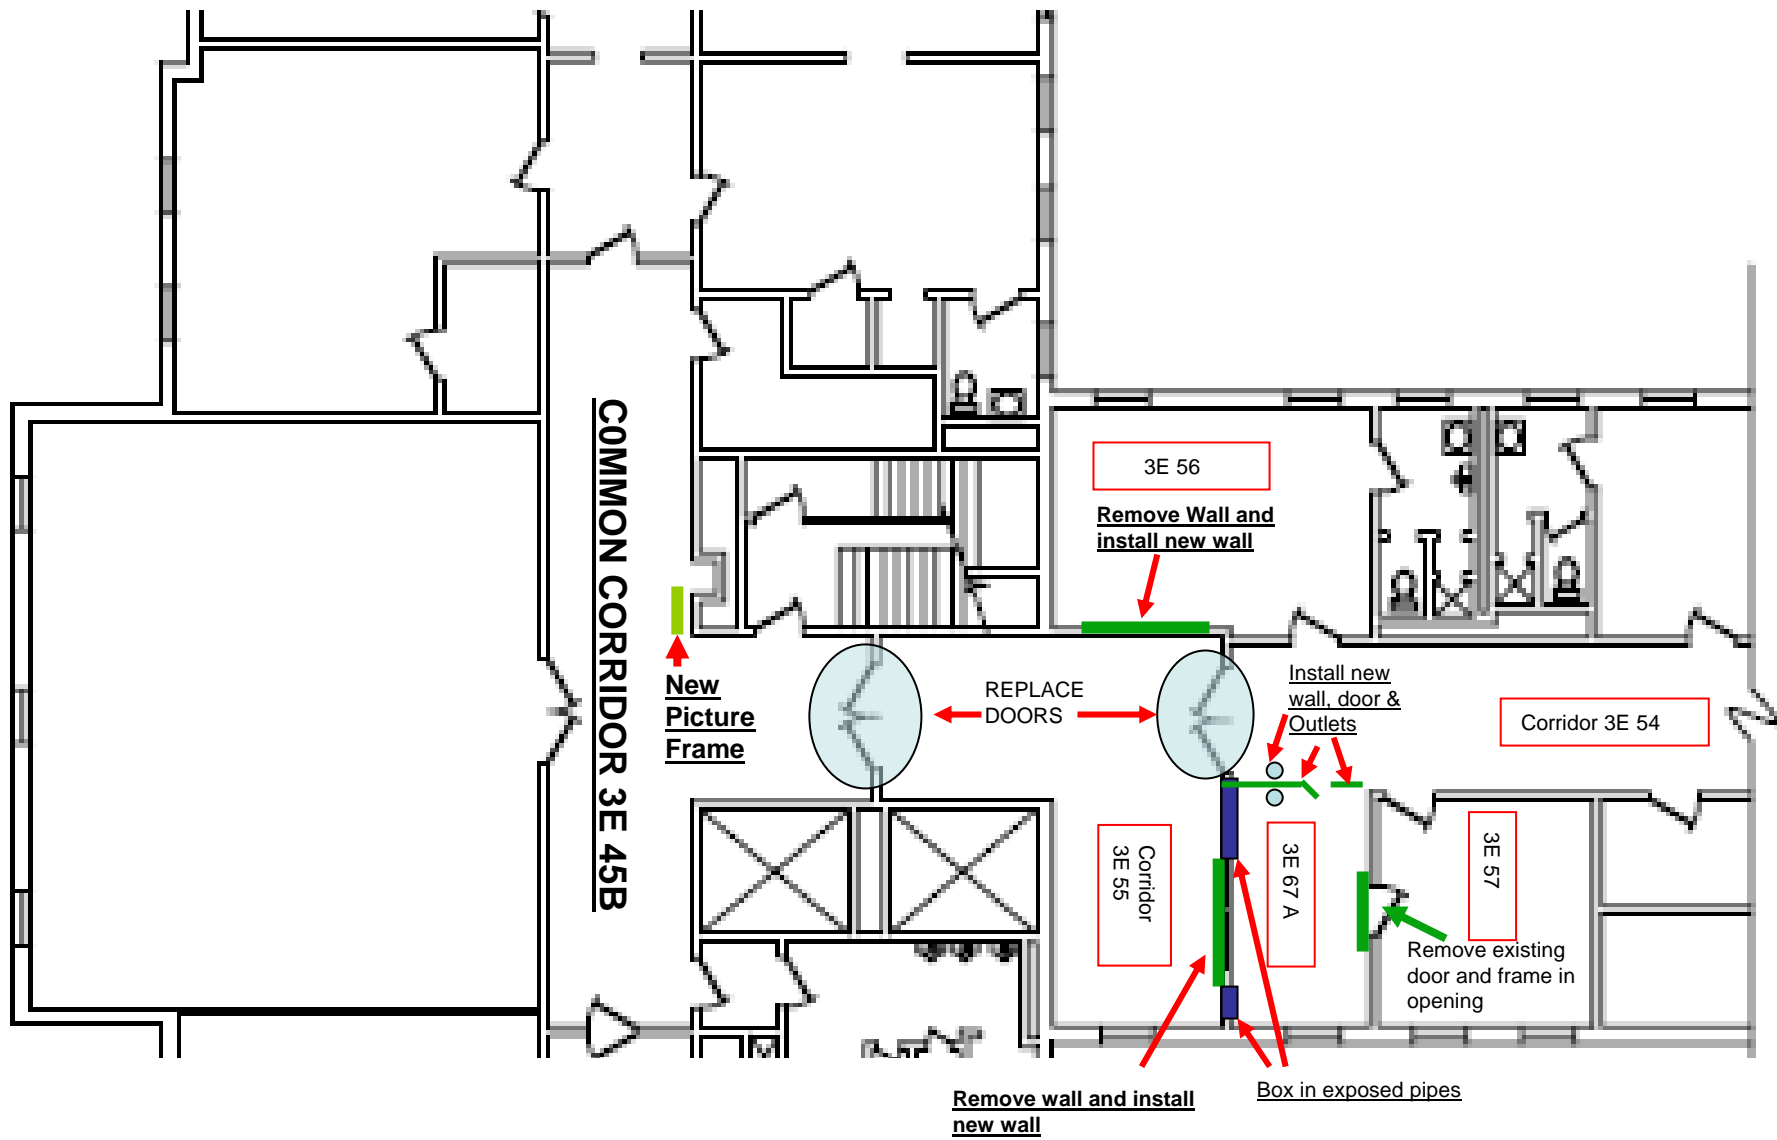 C0MMON CORRIDOR 3E 45B
3E 56
Remove Wall and
install new wall
New
Picture
Frame
REPLACE
DOORS
Install new
wall, door &
Outlets
Corridor 3E 54
Corridor
3E 55
3E 67 A
3E 57
Remove existing
door and frame in
opening
Remove wall and install
new wall
Box in exposed pipes